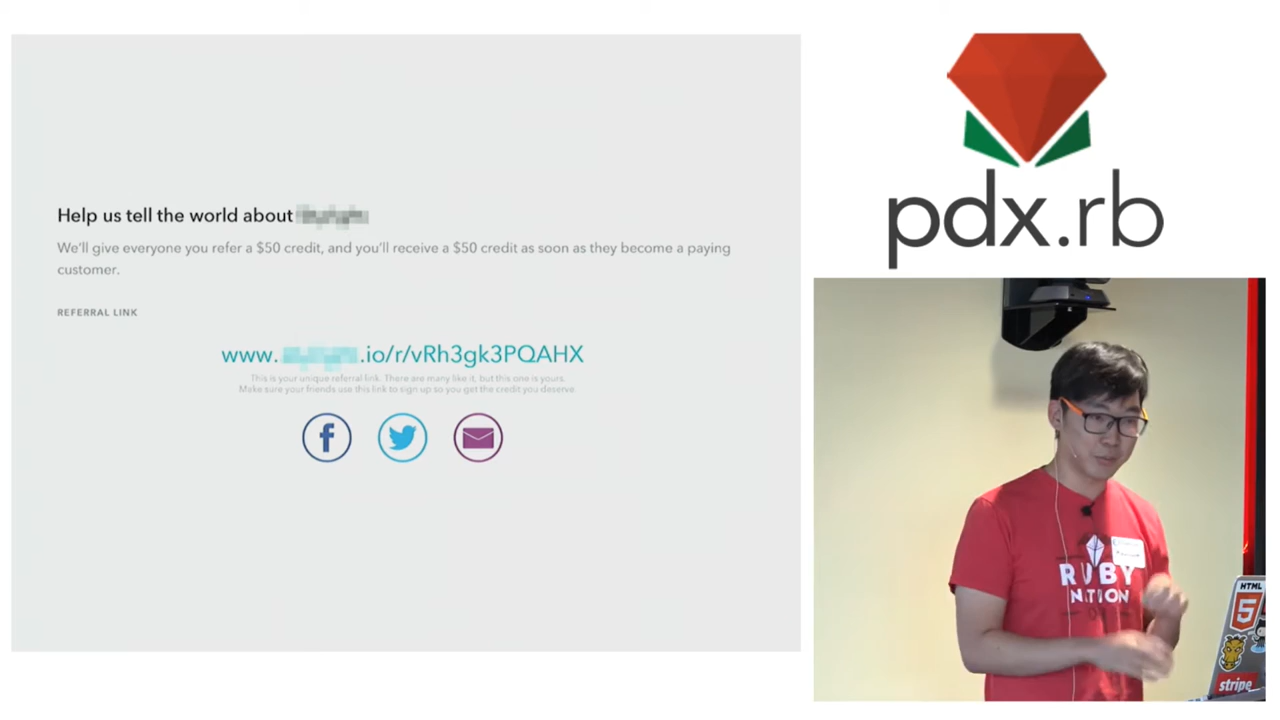 Help us tell the world about
We'll give everyone you refer a $50 credit, and you'll receive a $50 credit as soon as they become a paying
customer.
REFERRAL LINK
www. .io/r/vRh3gk3PQAHX
This is your unique referral link. There are many like it, but this one is yours.
Make sure your friends use this link to sign up so you get the credit you deserve.
pdx.rb
RUBY
NATION
HTML
5
stripe